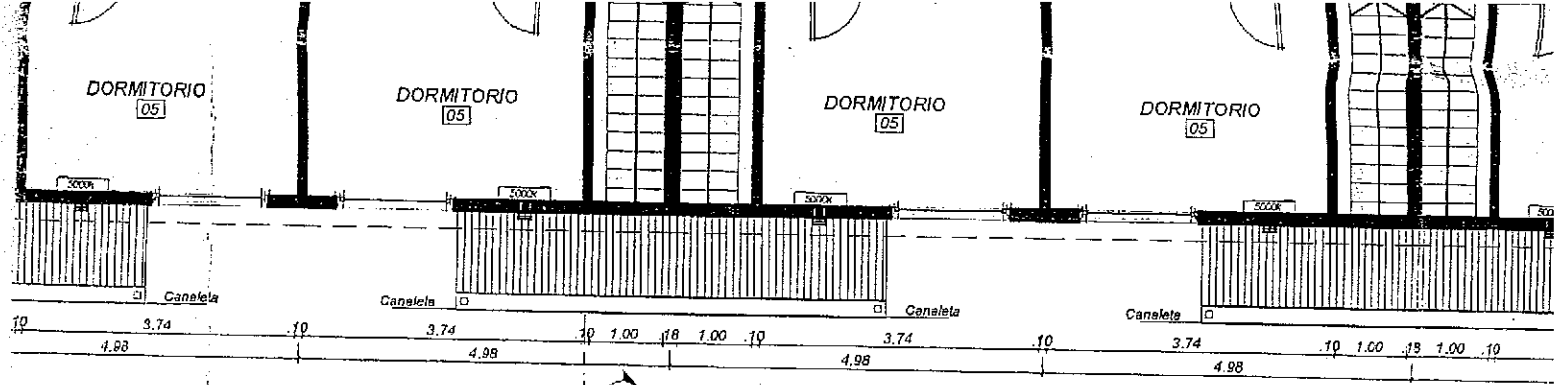 DORMITORIO
05
DORMITORIO
05
DORMITORIO
05
DORMITORIO
05
5000K
5000K
5000K
5000K
500
Canaleta
Canaleta
Canaleta
Canaleta
.10 3.74 .10 3.74 .10 1.00 .18 1.00 .10 3.74 .10 3.74 .10 1.00 .18 1.00 .10
4.98 4.98 4.98 4.98